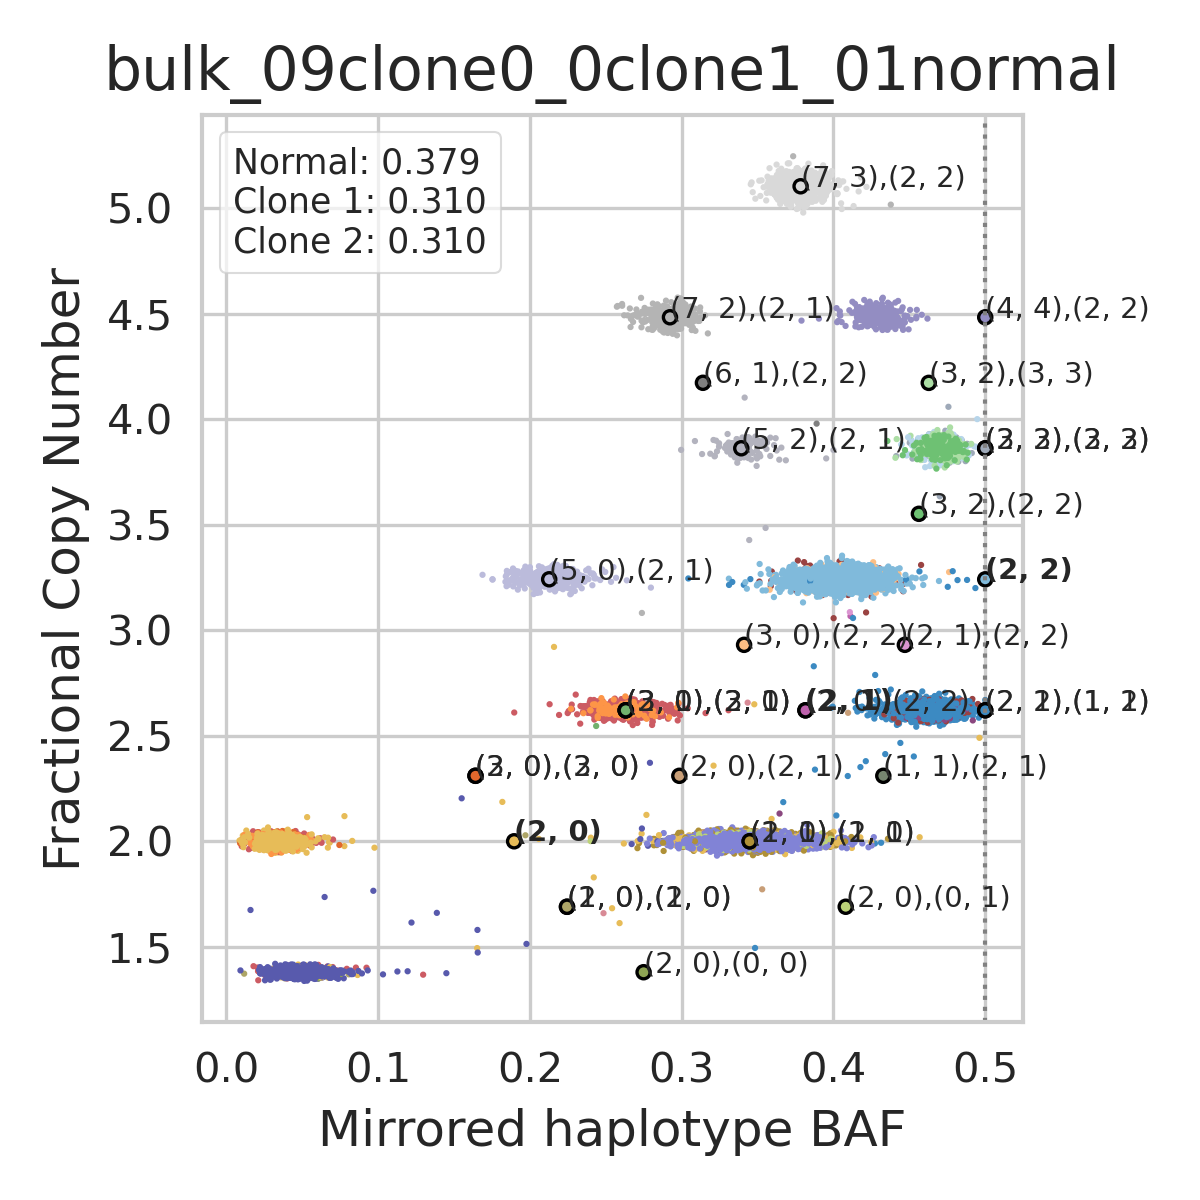 bulk_09clone0_0clone1_01normal
Normal: 0.379
Clone 1: 0.310
Clone 2: 0.310
(7, 3),(2, 2)
(7, 2),(2, 1)
(4, 4),(2, 2)
(6, 1),(2, 2)
(3, 2),(3, 3)
(5, 2),(2, 1)
(3, 2),(2, 2)
(5, 0),(2, 1)
(2, 2)
(3, 0),(2, 2)
(2, 1),(2, 2)
(2, 1)
(2, 0),(2, 1)
(1, 1),(2, 1)
(2, 0)
(2, 0),(0, 1)
(2, 0),(0, 0)
5.0
4.5
4.0
3.5
3.0
2.5
2.0
1.5
0.0 0.1 0.2 0.3 0.4 0.5
Fractional Copy Number
Mirrored haplotype BAF